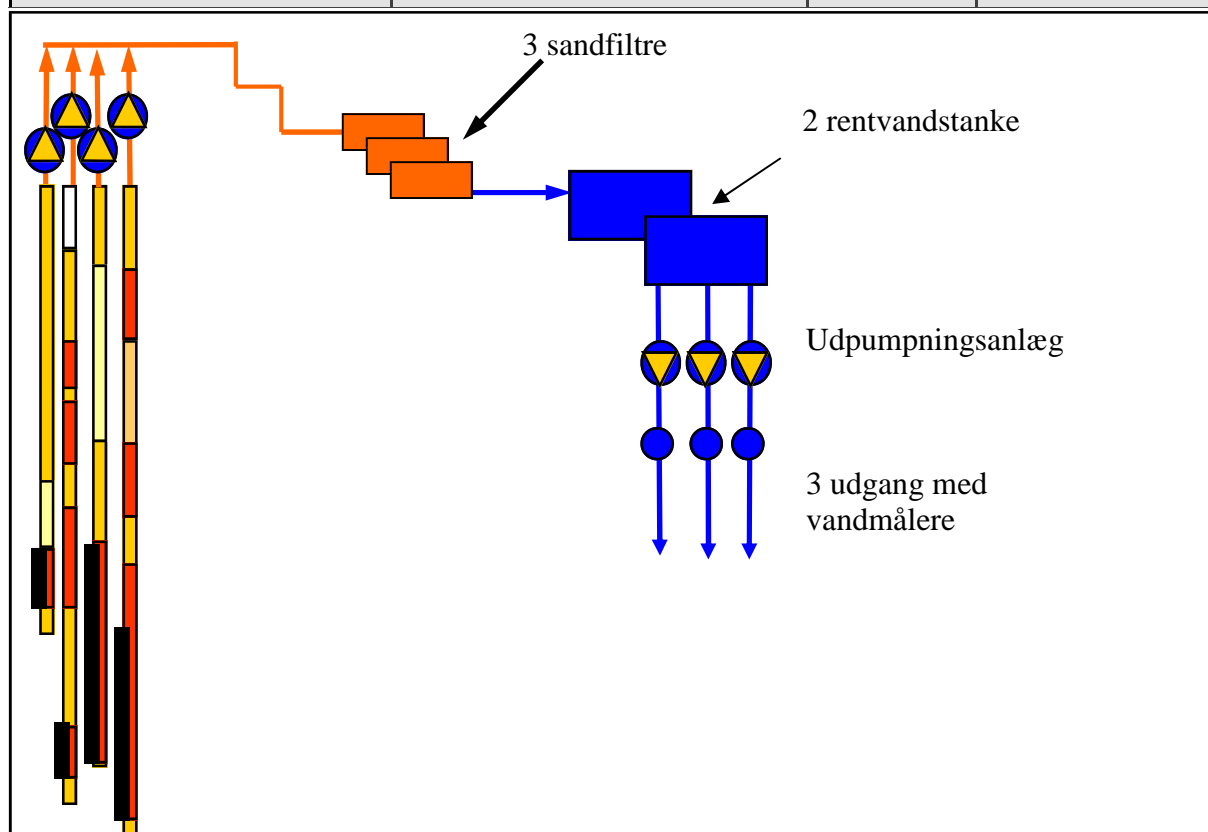 3 sandfiltre
2 rentvandstanke
Udpumpningsanlæg
3 udgang med
vandmålere